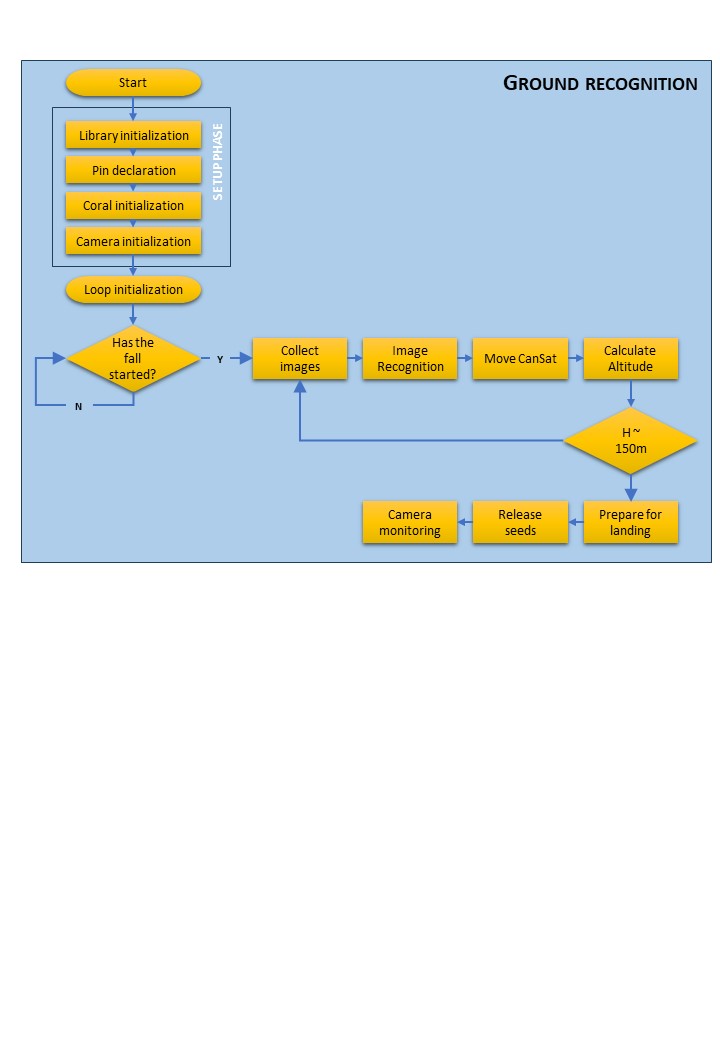 GROUND RECOGNITION
Start
SETUP PHASE
Library initialization
Pin declaration
Coral initialization
Camera initialization
Loop initialization
Has the
fall
started?
Y
N
Collect
images
Image
Recognition
Move CanSat
Calculate
Altitude
H ~
150m
Prepare for
landing
Release
seeds
Camera
monitoring